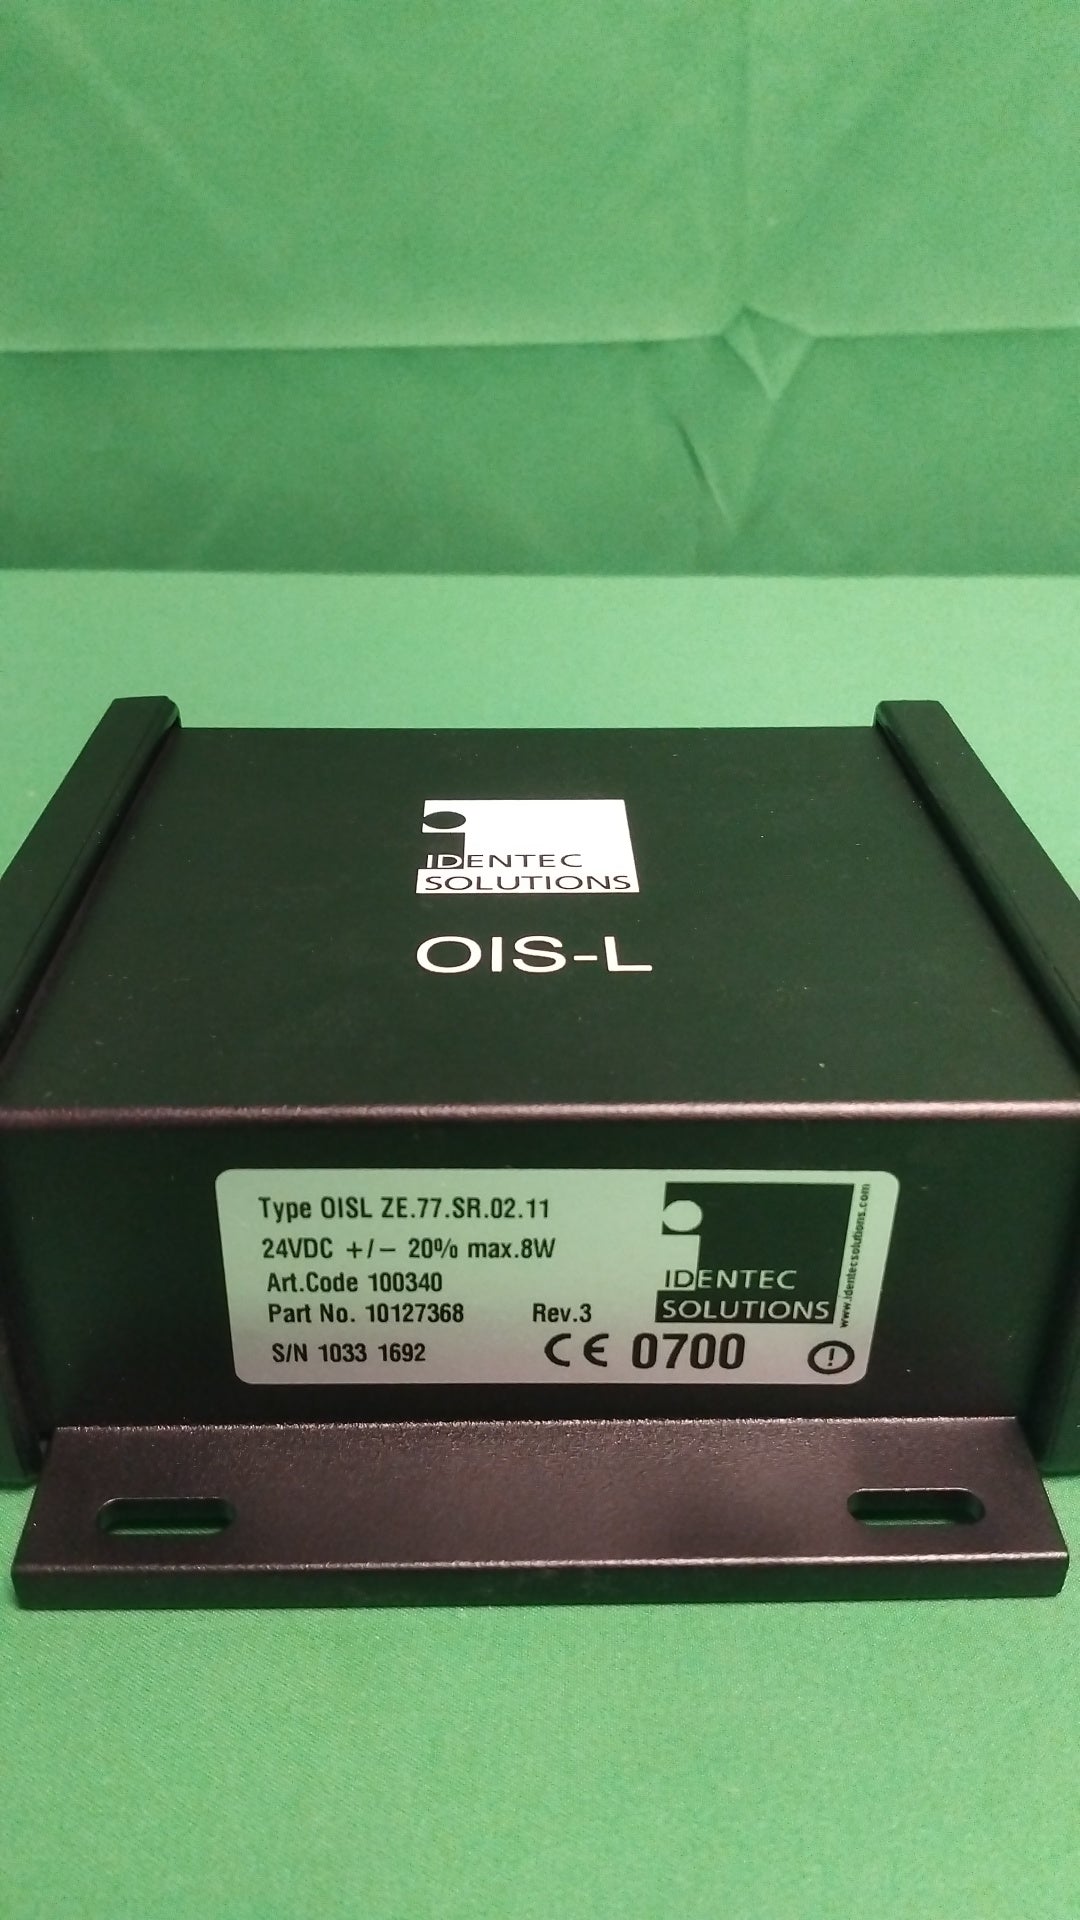 IDENTEC
SOLUTIONS
OIS-L
Type OISL ZE.77.SR.02.11
24VDC +/- 20% max.8W
Art.Code 100340
Part No. 10127368 Rev.3
S/N 1033 1692
CE 0700
IDENTEC
SOLUTIONS
www.identecsolutions.com